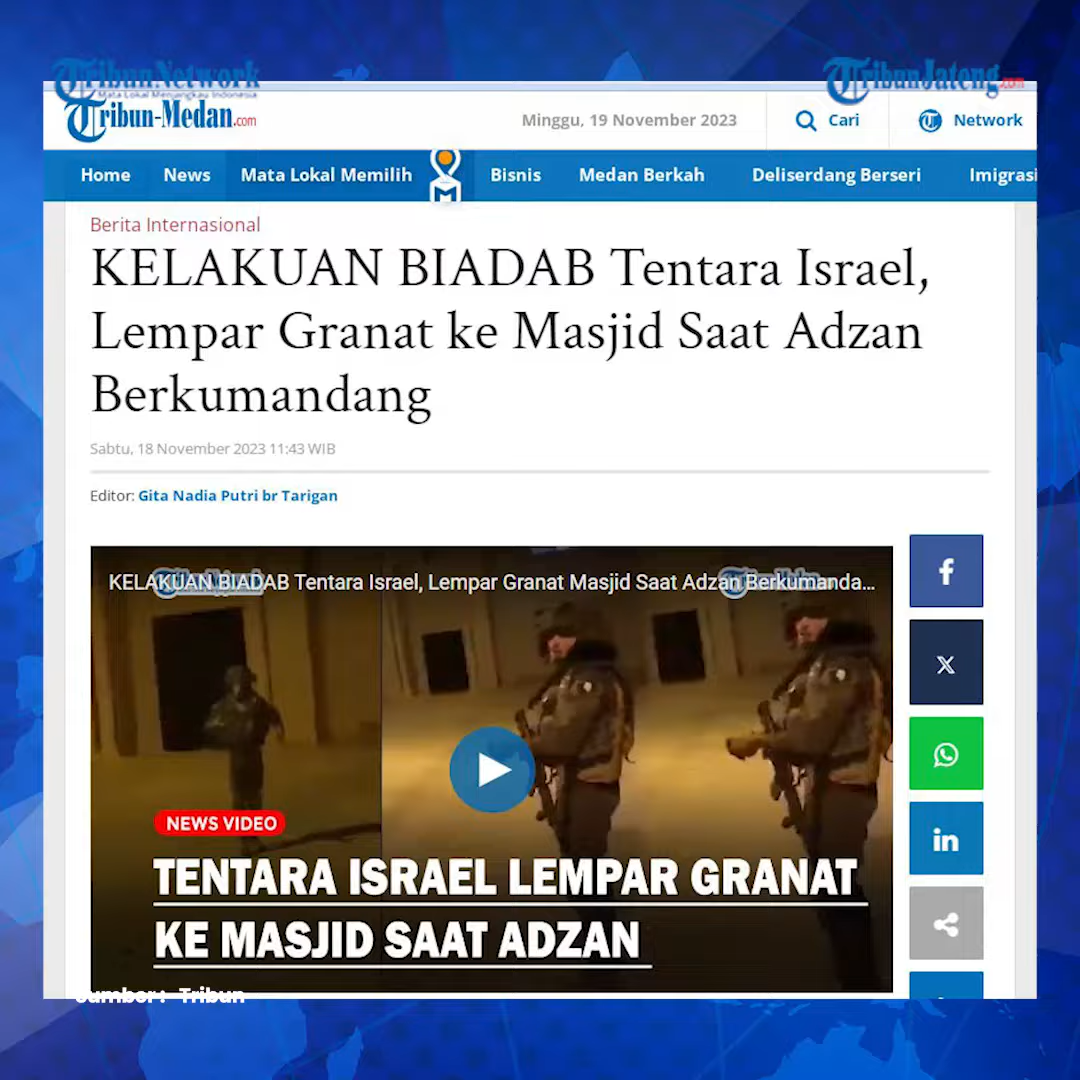 Tribun Network
Mata Lokal Menjangkau Indonesia
TribunJateng.com
Tribun-Medan.com
Minggu, 19 November 2023
Cari
Network
Home
News
Mata Lokal Memilih
Bisnis
Medan Berkah
Deliserdang Berseri
Imigrasi
Berita Internasional
KELAKUAN BIADAB Tentara Israel,
Lempar Granat ke Masjid Saat Adzan
Berkumandang
Sabtu, 18 November 2023 11:43 WIB
Editor: Gita Nadia Putri br Tarigan
KELAKUAN BIADAB Tentara Israel, Lempar Granat Masjid Saat Adzan Berkumanda...
NEWS VIDEO
TENTARA ISRAEL LEMPAR GRANAT
KE MASJID SAAT ADZAN
Sumber : Tribun